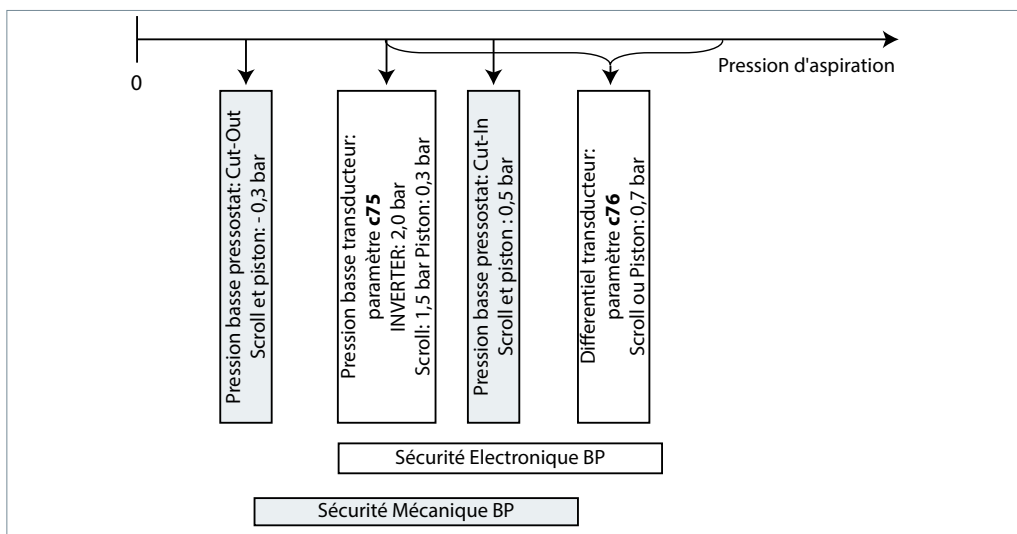 0
Pression d'aspiration
Pression basse pressostat: Cut-Out
Scroll et piston: - 0,3 bar
Pression basse transducteur:
paramètre c75
INVERTER: 2,0 bar
Scroll: 1,5 bar Piston: 0,3 bar
Pression basse pressostat: Cut-In
Scroll et piston : 0,5 bar
Differentiel transducteur:
paramètre c76
Scroll ou Piston: 0,7 bar
Sécurité Electronique BP
Sécurité Mécanique BP